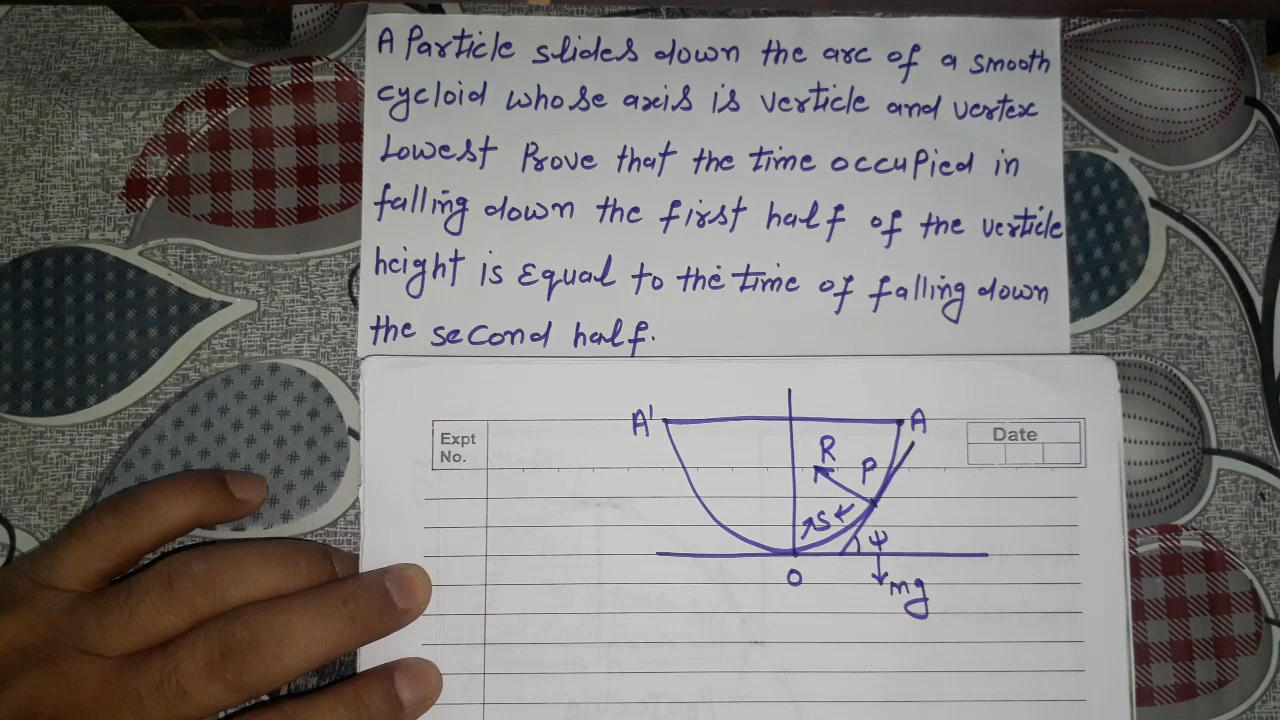 A Particle slides down the arc of a smooth
cycloid whose axis is verticle and vertex
Lowest Prove that the time occupied in
falling down the first half of the verticle
height is Equal to the time of falling down
the second half.
A' A
Expt
No.
Date
R
P
S
ψ
O
mg